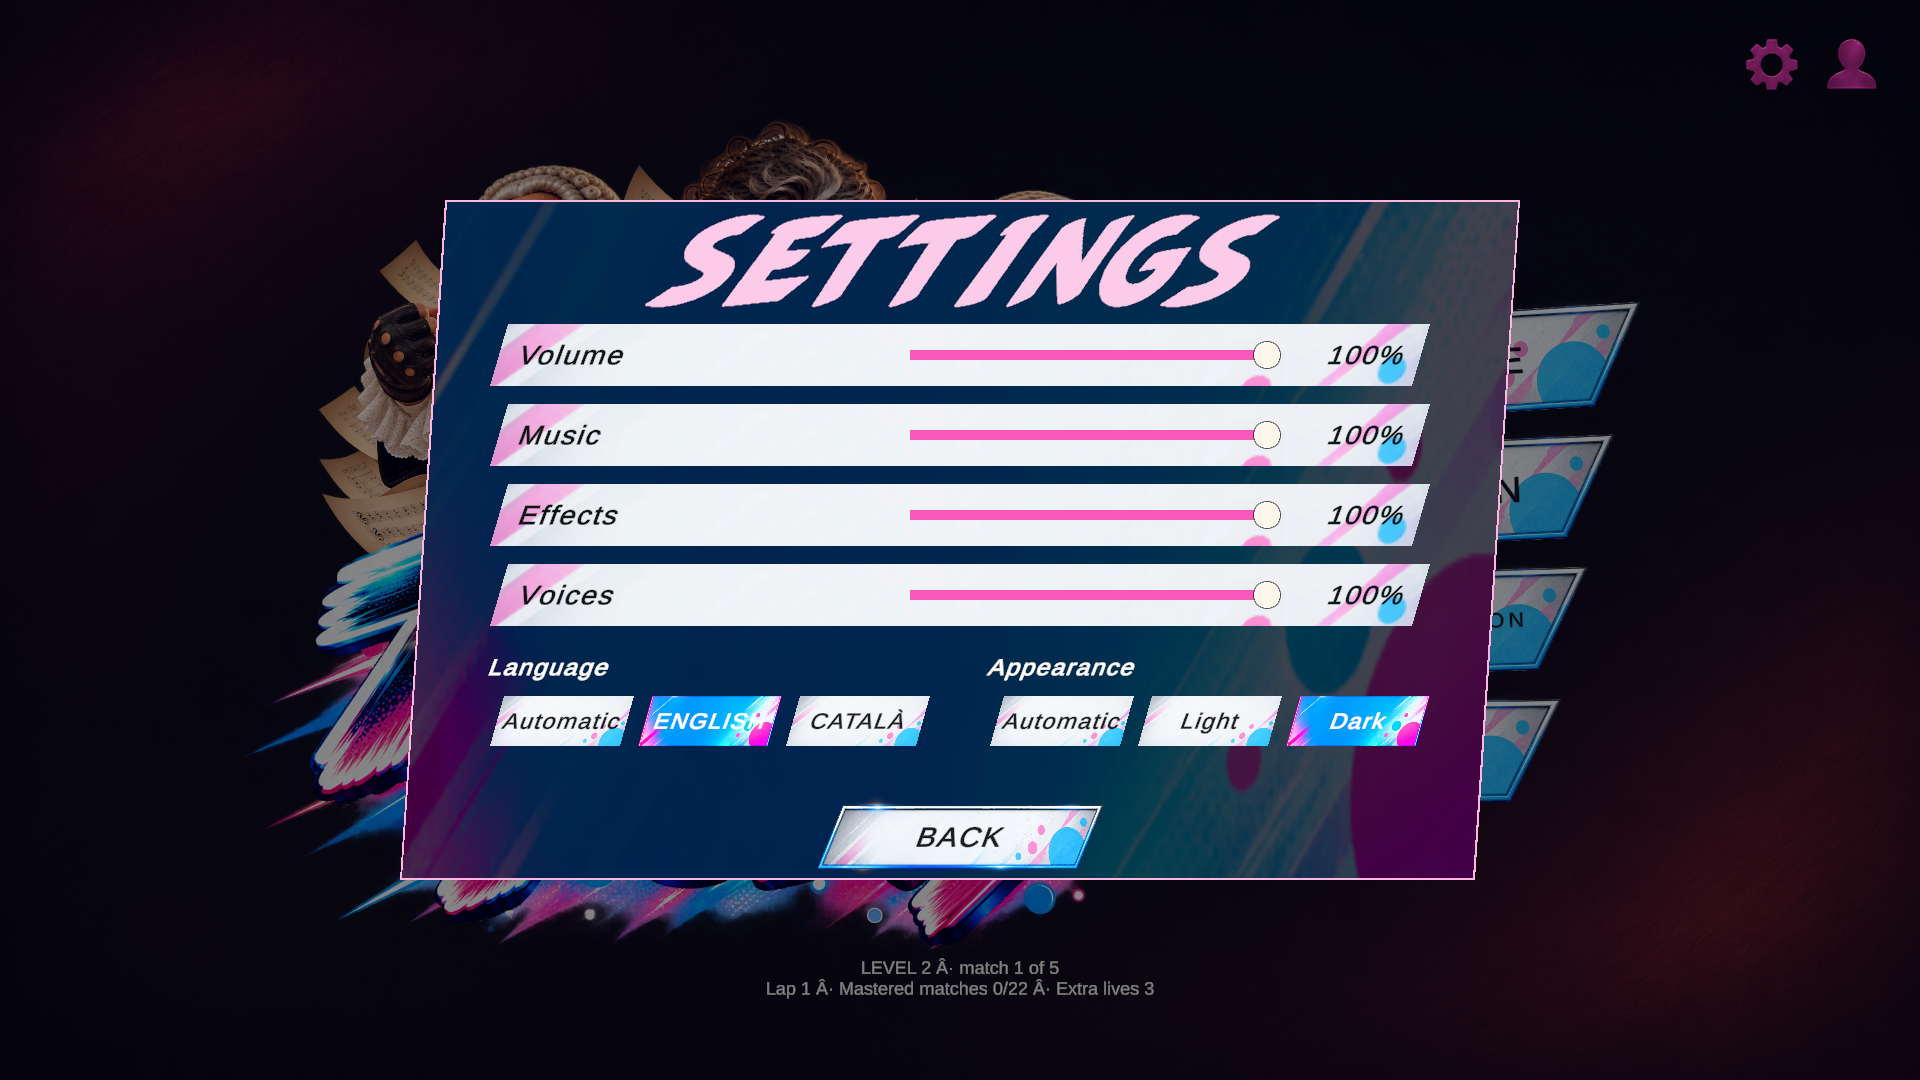 SETTINGS
Volume 100%
Music 100%
Effects 100%
Voices 100%
Language Appearance
Automatic ENGLISH CATALÀ Automatic Light Dark
BACK
LEVEL 2 Â· match 1 of 5
Lap 1 Â· Mastered matches 0/22 Â· Extra lives 3